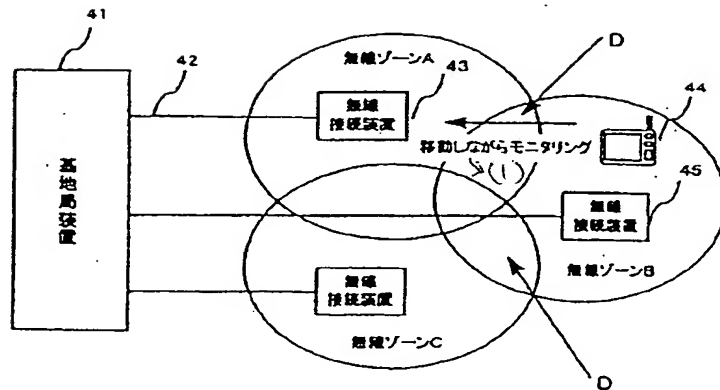 41
42
無線ゾーンA
43
D
44
無線
接続装置
移動しながらモニタリング
(1)
基地局装置
45
無線
接続装置
無線ゾーンB
無線
接続装置
無線ゾーンC
D